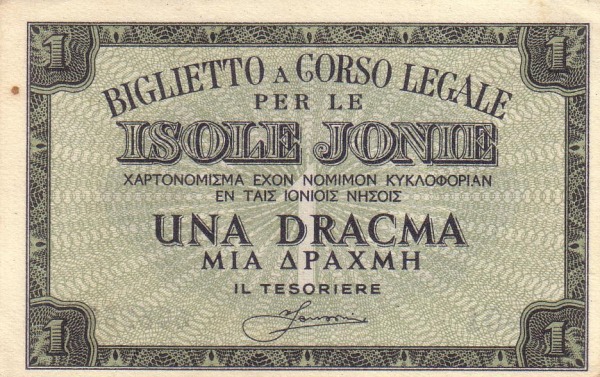 1 1
BIGLIETTO A CORSO LEGALE
PER LE
ISOLE JONIE
ΧΑΡΤΟΝΟΜΙΣΜΑ ΕΧΟΝ ΝΟΜΙΜΟΝ ΚΥΚΛΟΦΟΡΙΑΝ
ΕΝ ΤΑΙΣ ΙΟΝΙΟΙΣ ΝΗΣΟΙΣ
UNA DRACMA
ΜΙΑ ΔΡΑΧΜΗ
IL TESORIERE
1 1